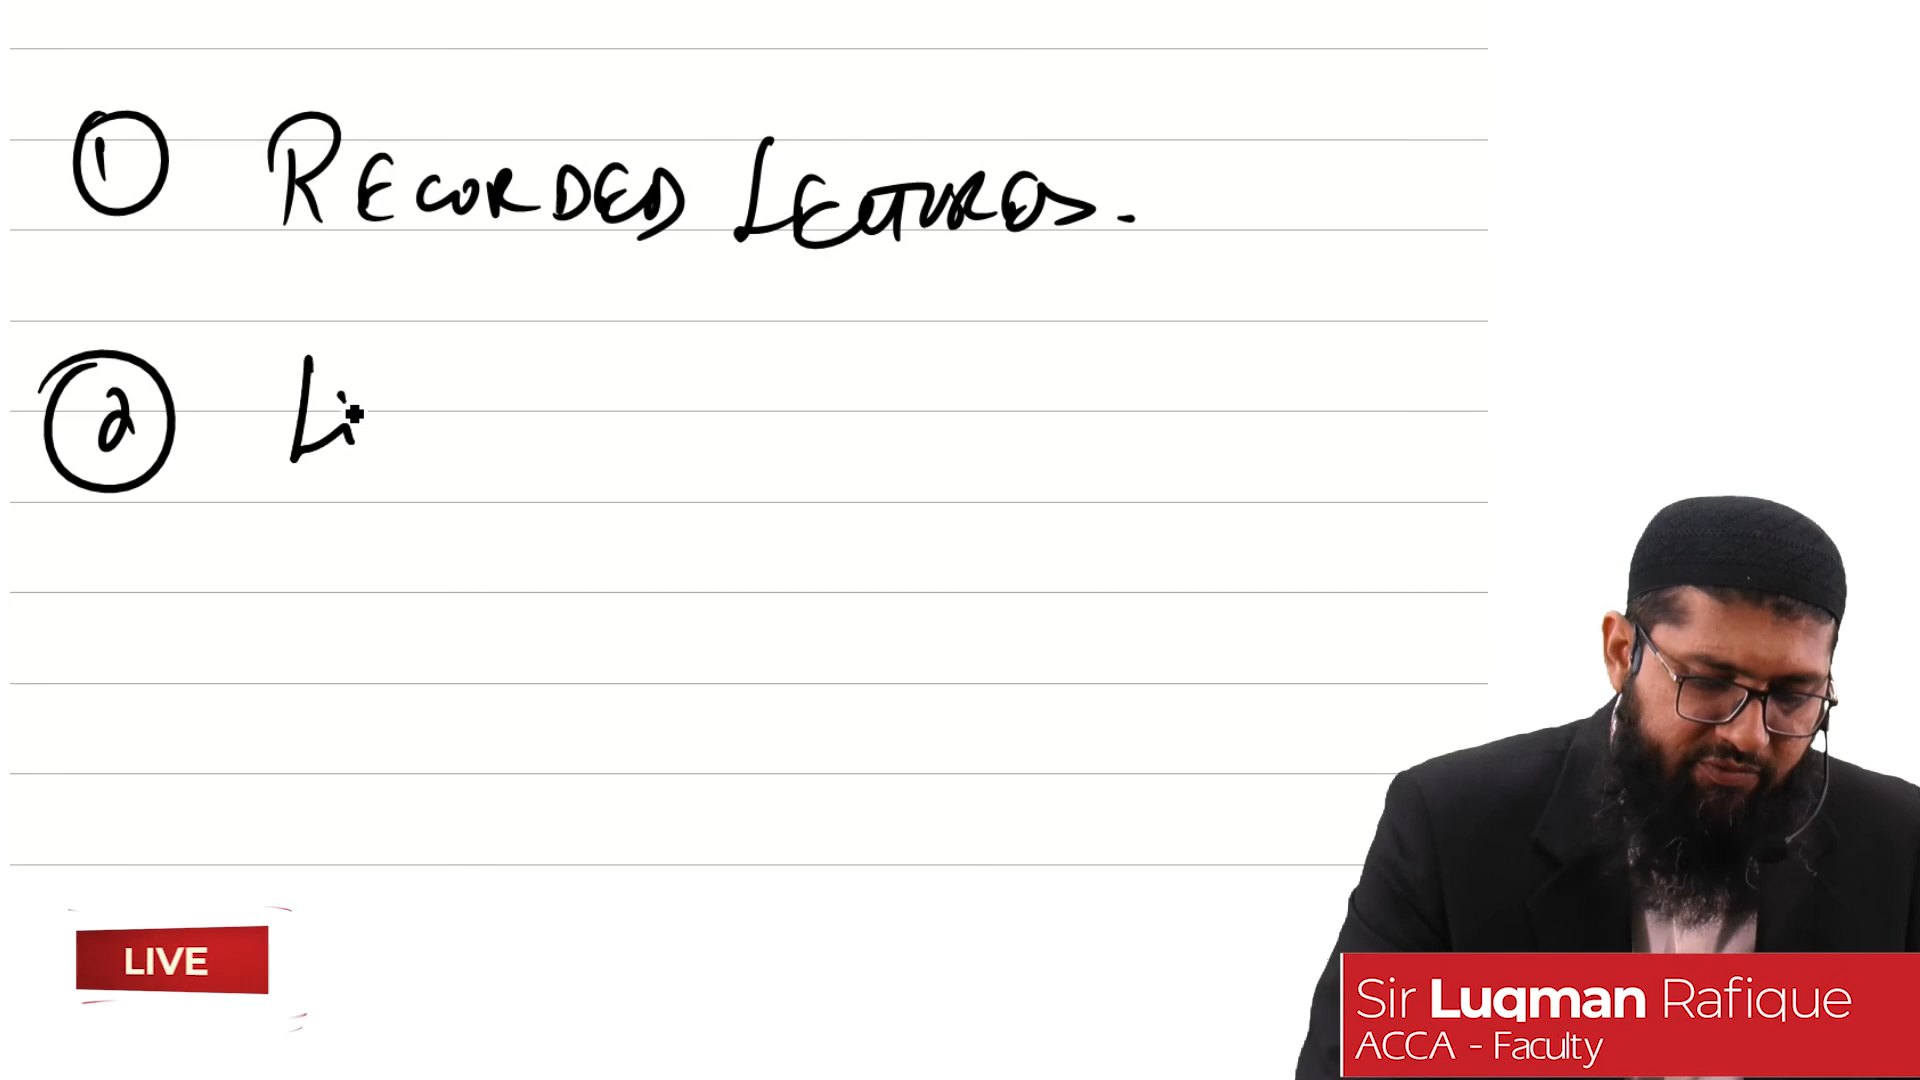 1 RECORDED LECTURES.
2 Li
LIVE
Sir Luqman Rafique
ACCA - Faculty